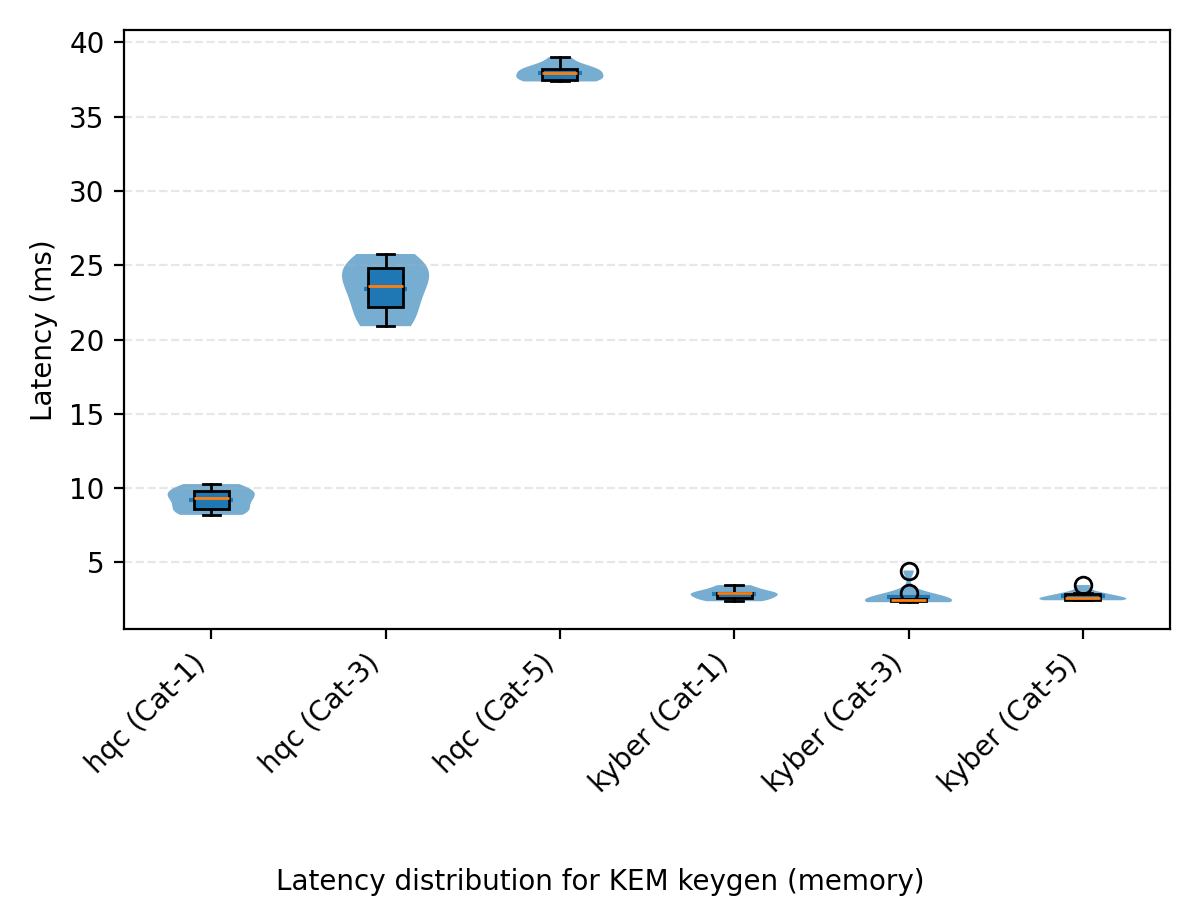 40
35
30
25
20
15
10
5
Latency (ms)
hqc (Cat-1)
hqc (Cat-3)
hqc (Cat-5)
kyber (Cat-1)
kyber (Cat-3)
kyber (Cat-5)
Latency distribution for KEM keygen (memory)